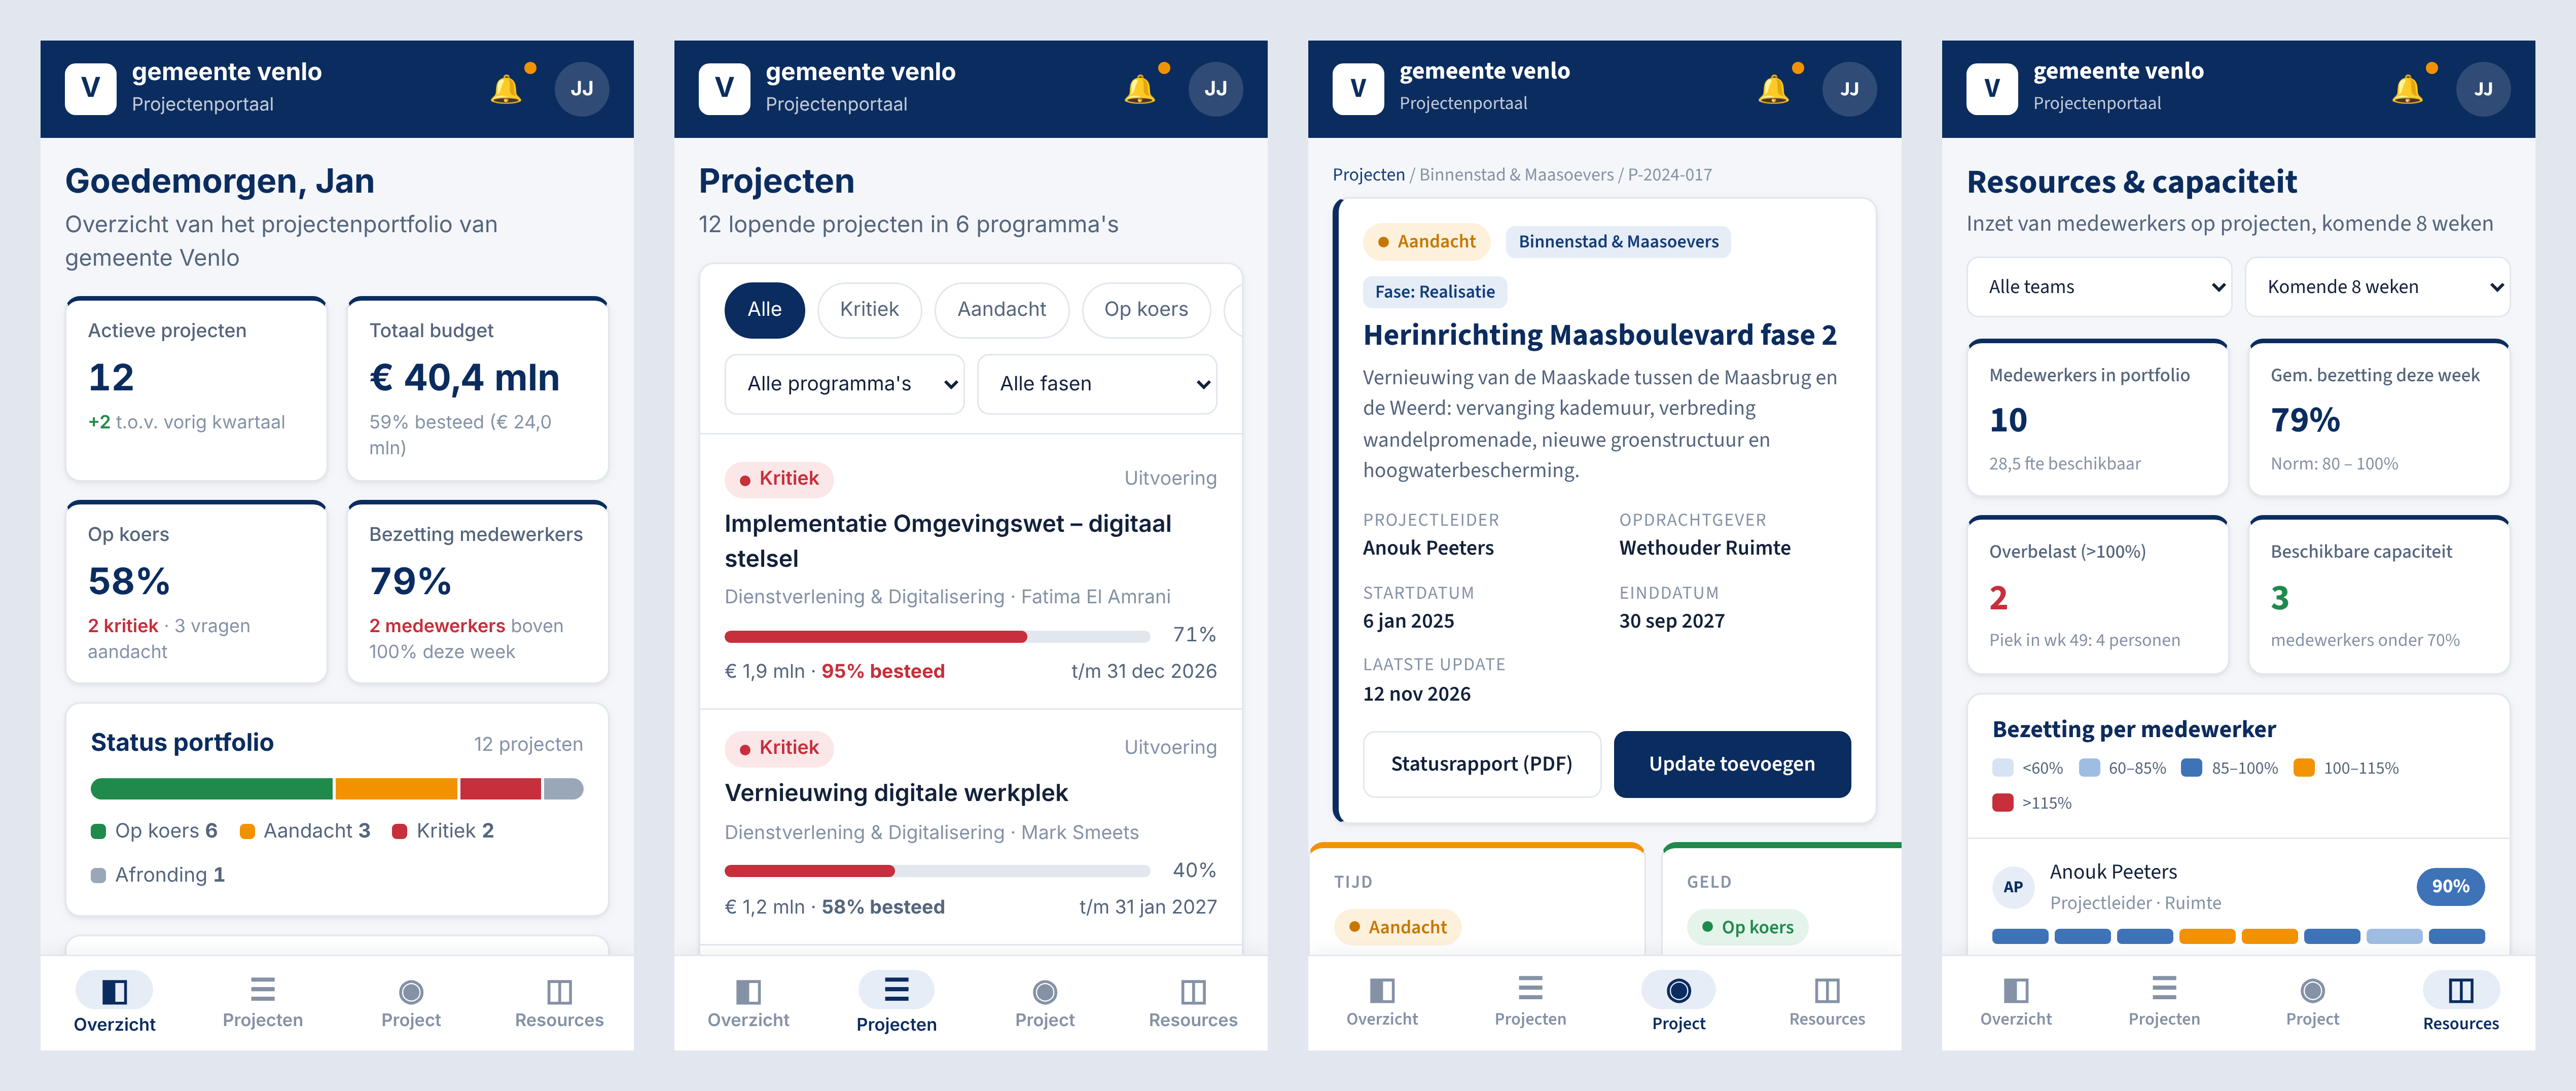 V
gemeente venlo
Projectenportaal
JJ
Goedemorgen, Jan
Overzicht van het projectenportfolio van
gemeente Venlo
Actieve projecten
12
+2 t.o.v. vorig kwartaal
Totaal budget
€ 40,4 mln
59% besteed (€ 24,0
mln)
Op koers
58%
2 kritiek · 3 vragen
aandacht
Bezetting medewerkers
79%
2 medewerkers boven
100% deze week
Status portfolio
12 projecten
Op koers 6
Aandacht 3
Kritiek 2
Afronding 1
Overzicht
Projecten
Project
Resources
V
gemeente venlo
Projectenportaal
JJ
Projecten
12 lopende projecten in 6 programma's
Alle
Kritiek
Aandacht
Op koers
Alle programma's
Alle fasen
Kritiek
Uitvoering
Implementatie Omgevingswet – digitaal
stelsel
Dienstverlening & Digitalisering · Fatima El Amrani
71%
€ 1,9 mln · 95% besteed
t/m 31 dec 2026
Kritiek
Uitvoering
Vernieuwing digitale werkplek
Dienstverlening & Digitalisering · Mark Smeets
40%
€ 1,2 mln · 58% besteed
t/m 31 jan 2027
Overzicht
Projecten
Project
Resources
V
gemeente venlo
Projectenportaal
JJ
Projecten / Binnenstad & Maasoevers / P-2024-017
Aandacht
Binnenstad & Maasoevers
Fase: Realisatie
Herinrichting Maasboulevard fase 2
Vernieuwing van de Maaskade tussen de Maasbrug en
de Weerd: vervanging kademuur, verbreding
wandelpromenade, nieuwe groenstructuur en
hoogwaterbescherming.
PROJECTLEIDER
Anouk Peeters
OPDRACHTGEVER
Wethouder Ruimte
STARTDATUM
6 jan 2025
EINDDATUM
30 sep 2027
LAATSTE UPDATE
12 nov 2026
Statusrapport (PDF)
Update toevoegen
TIJD
Aandacht
GELD
Op koers
Overzicht
Projecten
Project
Resources
V
gemeente venlo
Projectenportaal
JJ
Resources & capaciteit
Inzet van medewerkers op projecten, komende 8 weken
Alle teams
Komende 8 weken
Medewerkers in portfolio
10
28,5 fte beschikbaar
Gem. bezetting deze week
79%
Norm: 80 – 100%
Overbelast (>100%)
2
Piek in wk 49: 4 personen
Beschikbare capaciteit
3
medewerkers onder 70%
Bezetting per medewerker
<60%
60–85%
85–100%
100–115%
>115%
AP
Anouk Peeters
Projectleider · Ruimte
90%
Overzicht
Projecten
Project
Resources